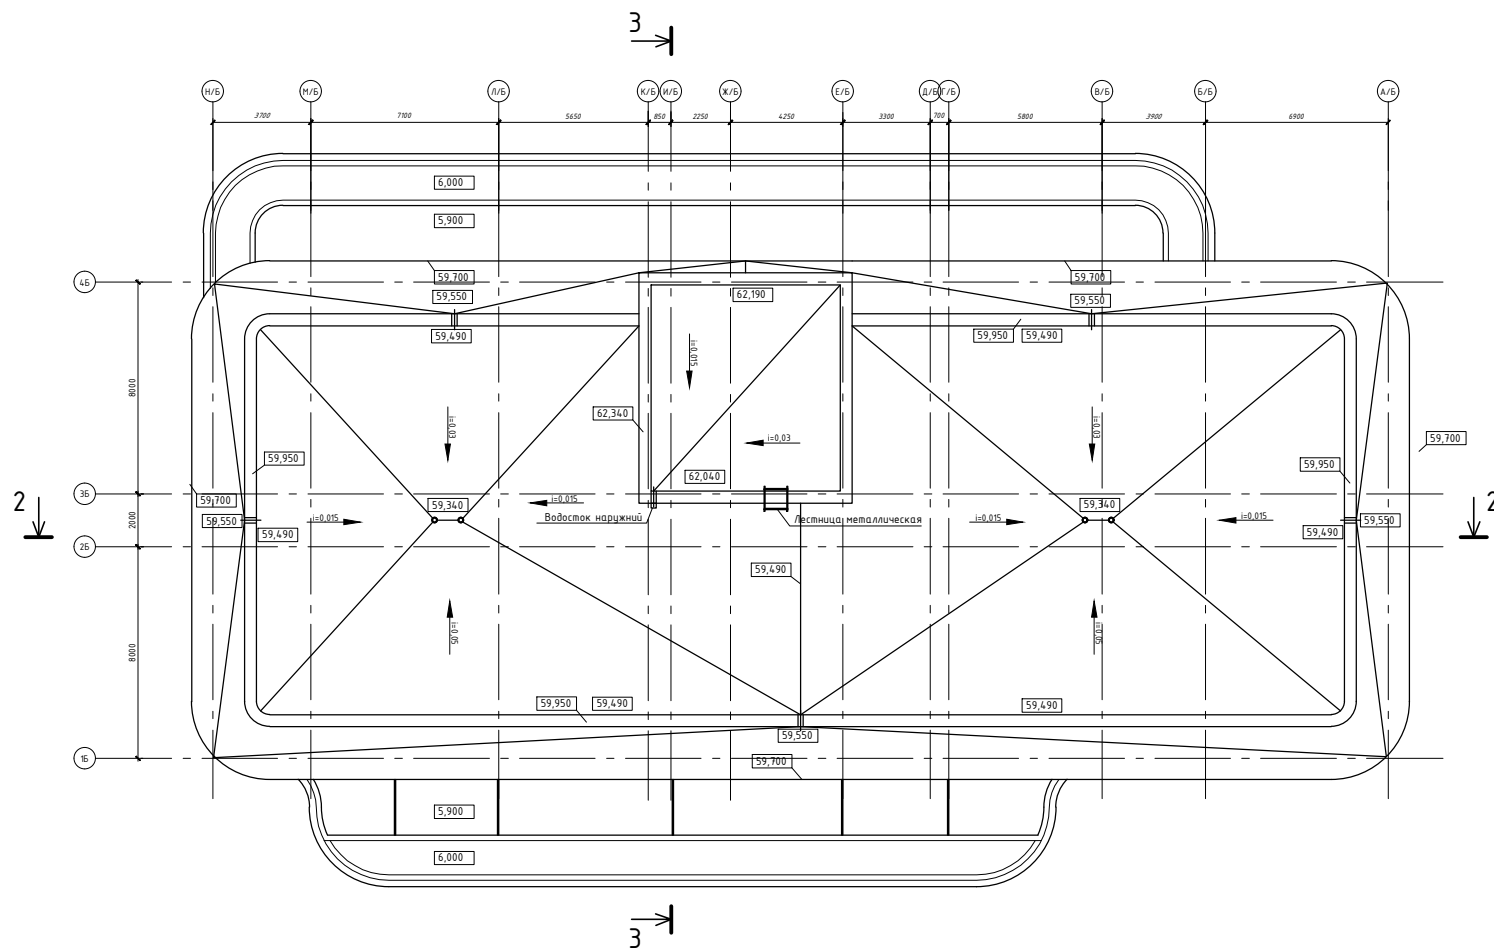 3
Н/Б М/Б Л/Б К/Б И/Б Ж/Б Е/Б Д/Б Г/Б В/Б Б/Б А/Б
3700 7100 5650 850 2250 4250 3300 700 5800 3900 6900
6,000
5,900
4Б
59,700 59,700
59,550 62,190 59,550
59,490 59,950 59,490
i=0,015
8000
62,340
i=0,03 i=0,03
i=0,03
59,700
59,950 59,950
62,040
3Б
2 2
59,700 59,340 i=0,015 59,340
59,550 i=0,015 Водосток наружний Лестница металлическая i=0,015 i=0,015 59,550
2000
59,490 59,490
2Б
59,490
i=0,05 i=0,05
8000
59,950 59,490 59,490
59,550
1Б
59,700
5,900
6,000
3